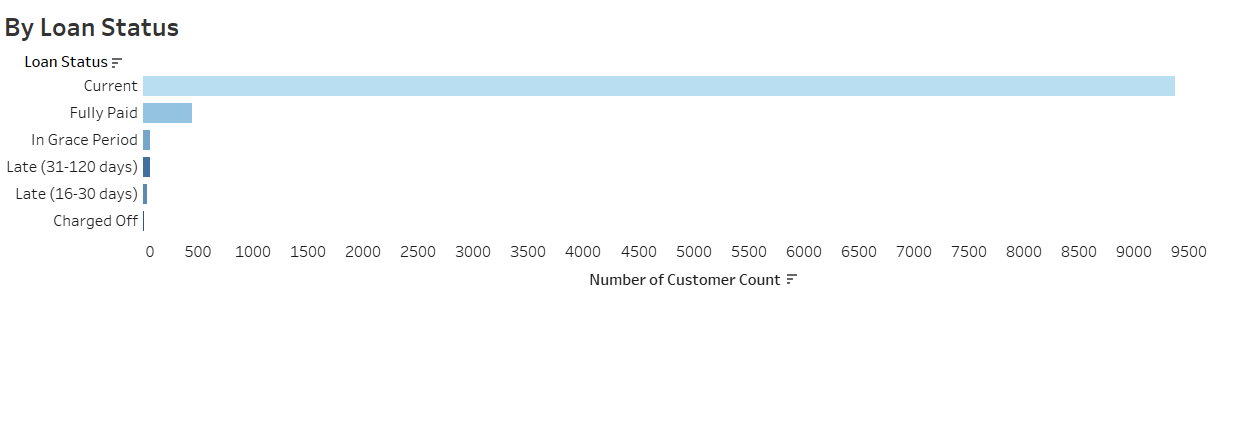 By Loan Status
Loan Status
Current
Fully Paid
In Grace Period
Late (31-120 days)
Late (16-30 days)
Charged Off
0 500 1000 1500 2000 2500 3000 3500 4000 4500 5000 5500 6000 6500 7000 7500 8000 8500 9000 9500
Number of Customer Count